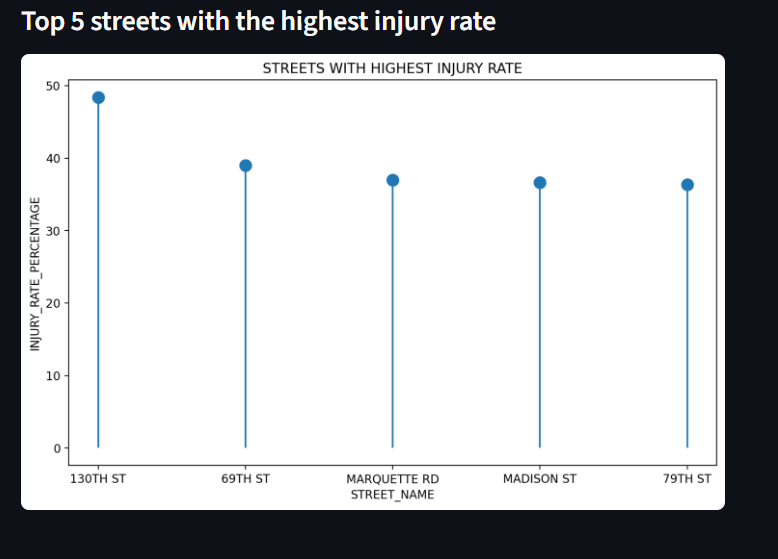 Top 5 streets with the highest injury rate
STREETS WITH HIGHEST INJURY RATE
INJURY_RATE_PERCENTAGE
50
40
30
20
10
0
130TH ST
69TH ST
MARQUETTE RD
MADISON ST
79TH ST
STREET_NAME